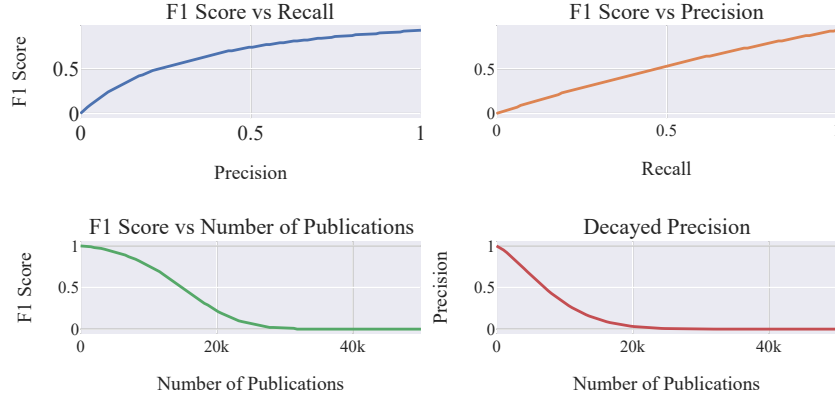 F1 Score vs Recall
F1 Score
0.5
0
0
0.5
1
Precision
F1 Score vs Precision
0.5
0
0
0.5
Recall
F1 Score vs Number of Publications
F1 Score
1
0.5
0
0
20k
40k
Number of Publications
Decayed Precision
Precision
1
0.5
0
0
20k
40k
Number of Publications